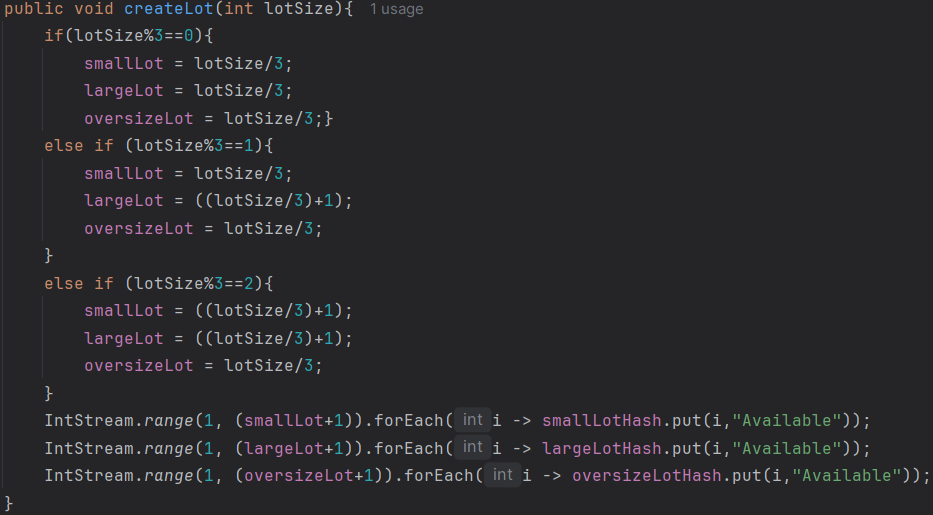 public void createLot(int lotSize){ 1 usage
    if(lotSize%3==0){
        smallLot = lotSize/3;
        largeLot = lotSize/3;
        oversizeLot = lotSize/3;}
    else if (lotSize%3==1){
        smallLot = lotSize/3;
        largeLot = ((lotSize/3)+1);
        oversizeLot = lotSize/3;
    }
    else if (lotSize%3==2){
        smallLot = ((lotSize/3)+1);
        largeLot = ((lotSize/3)+1);
        oversizeLot = lotSize/3;
    }
    IntStream.range(1, (smallLot+1)).forEach( int i -> smallLotHash.put(i,"Available"));
    IntStream.range(1, (largeLot+1)).forEach( int i -> largeLotHash.put(i,"Available"));
    IntStream.range(1, (oversizeLot+1)).forEach( int i -> oversizeLotHash.put(i,"Available"));
}